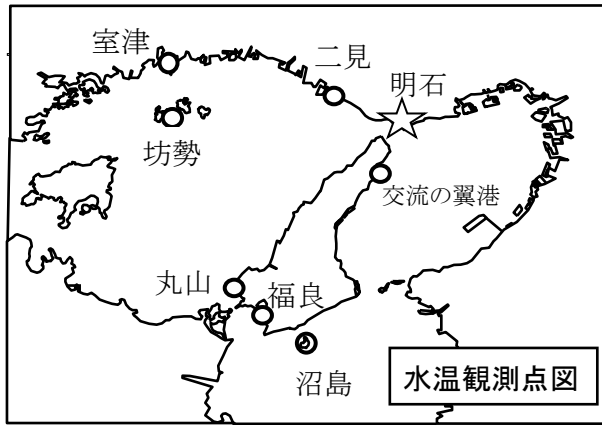 室津
二見
明石
坊勢
交流の翼港
丸山
福良
沼島
水温観測点図